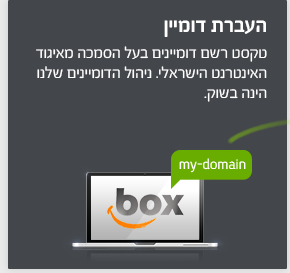 העברת דומיין
טקסט רשם דומיינים בעל הסמכה מאיגוד
האינטרנט הישראלי. ניהול הדומיינים שלנו
הינה בשוק.
my-domain
box